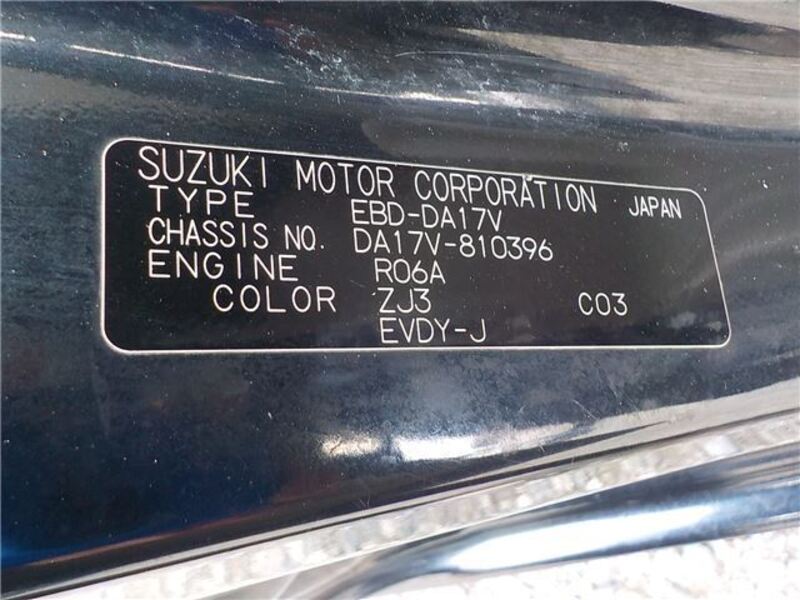 SUZUKI MOTOR CORPORATION JAPAN
TYPE EBD-DA17V
CHASSIS NO. DA17V-810396
ENGINE R06A
COLOR ZJ3 C03
EVDY-J